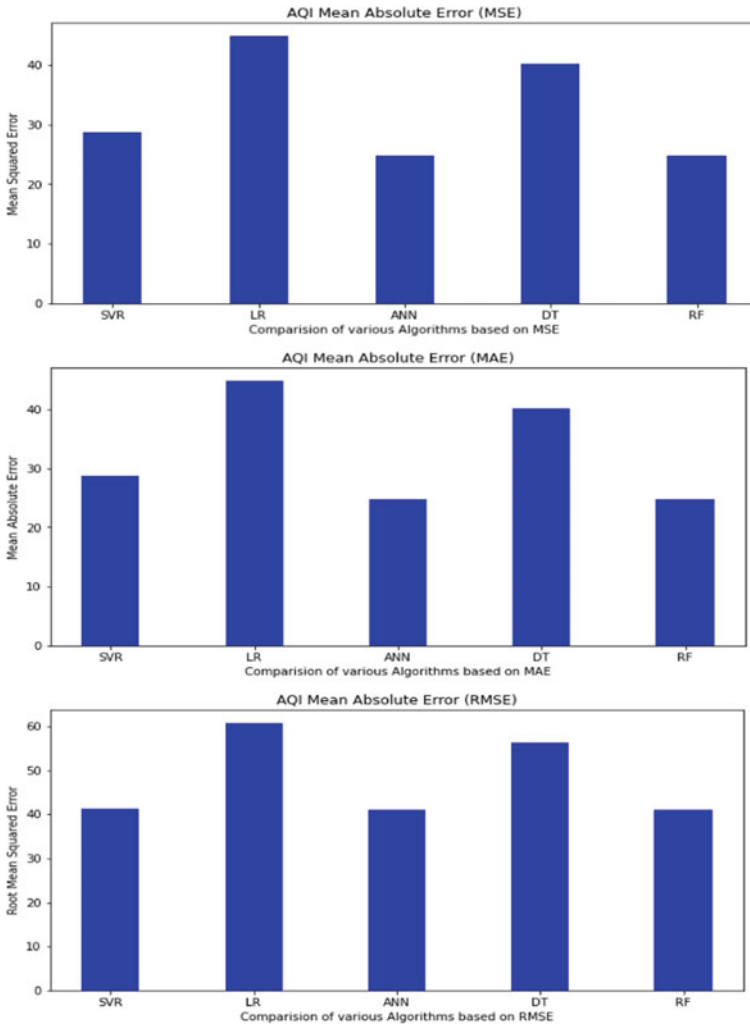 AQI Mean Absolute Error (MSE)
Mean Squared Error
40
30
20
10
0
SVR LR ANN DT RF
Comparision of various Algorithms based on MSE
AQI Mean Absolute Error (MAE)
Mean Absolute Error
40
30
20
10
0
SVR LR ANN DT RF
Comparision of various Algorithms based on MAE
AQI Mean Absolute Error (RMSE)
Root Mean Squared Error
60
50
40
30
20
10
0
SVR LR ANN DT RF
Comparision of various Algorithms based on RMSE